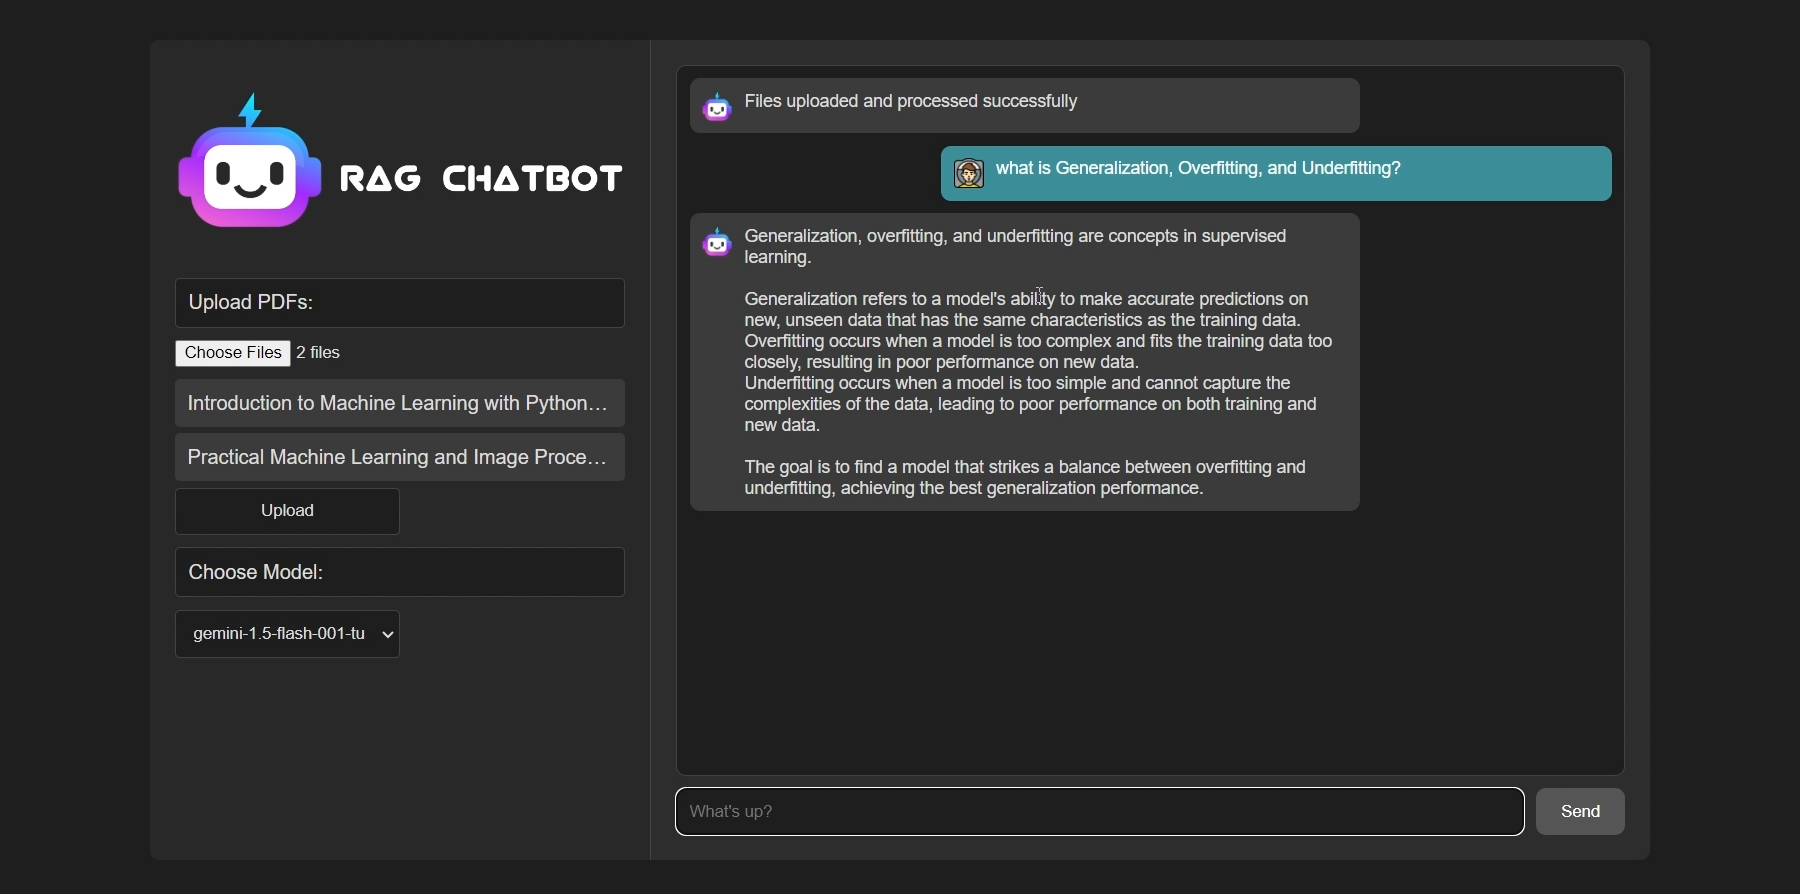 RAG CHATBOT
Upload PDFs:
Choose Files 2 files
Introduction to Machine Learning with Python...
Practical Machine Learning and Image Proce...
Upload
Choose Model:
gemini-1.5-flash-001-tu
Files uploaded and processed successfully
what is Generalization, Overfitting, and Underfitting?
Generalization, overfitting, and underfitting are concepts in supervised
learning.
Generalization refers to a model's ability to make accurate predictions on
new, unseen data that has the same characteristics as the training data.
Overfitting occurs when a model is too complex and fits the training data too
closely, resulting in poor performance on new data.
Underfitting occurs when a model is too simple and cannot capture the
complexities of the data, leading to poor performance on both training and
new data.
The goal is to find a model that strikes a balance between overfitting and
underfitting, achieving the best generalization performance.
What's up?
Send